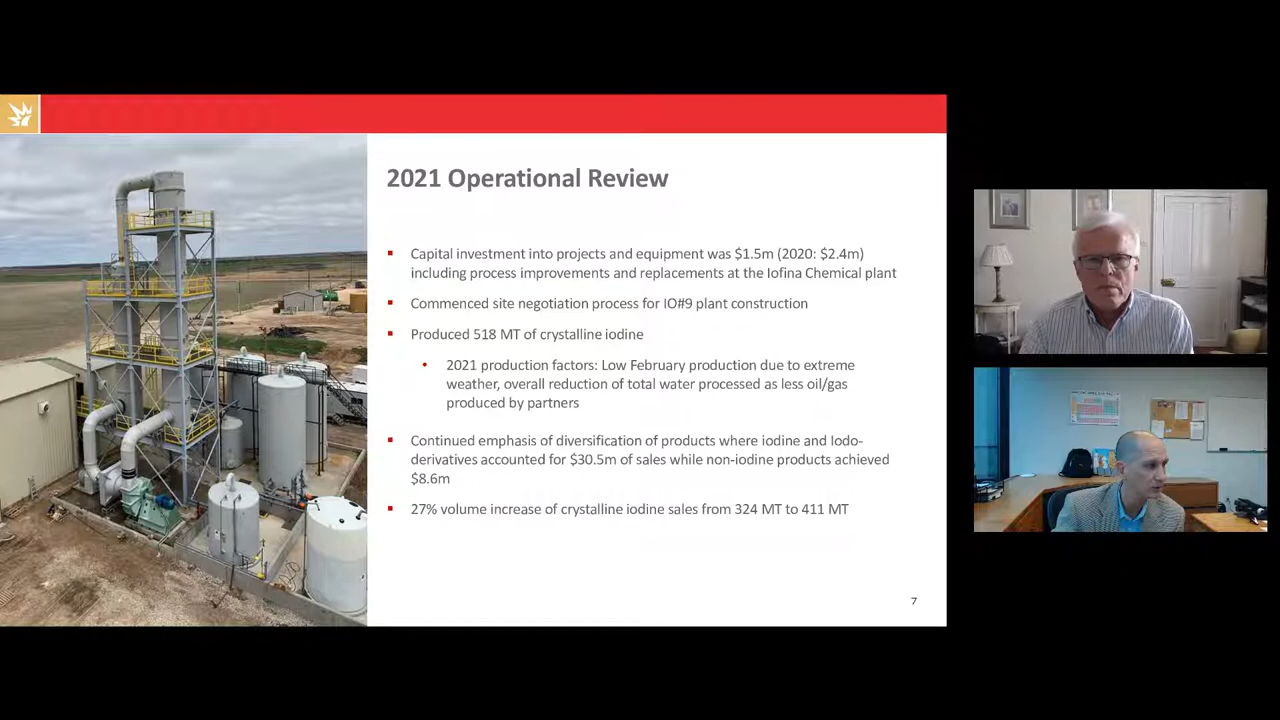 2021 Operational Review
Capital investment into projects and equipment was $1.5m (2020: $2.4m)
including process improvements and replacements at the Iofina Chemical plant
Commenced site negotiation process for IO#9 plant construction
Produced 518 MT of crystalline iodine
2021 production factors: Low February production due to extreme
weather, overall reduction of total water processed as less oil/gas
produced by partners
Continued emphasis of diversification of products where iodine and Iodo-
derivatives accounted for $30.5m of sales while non-iodine products achieved
$8.6m
27% volume increase of crystalline iodine sales from 324 MT to 411 MT
7